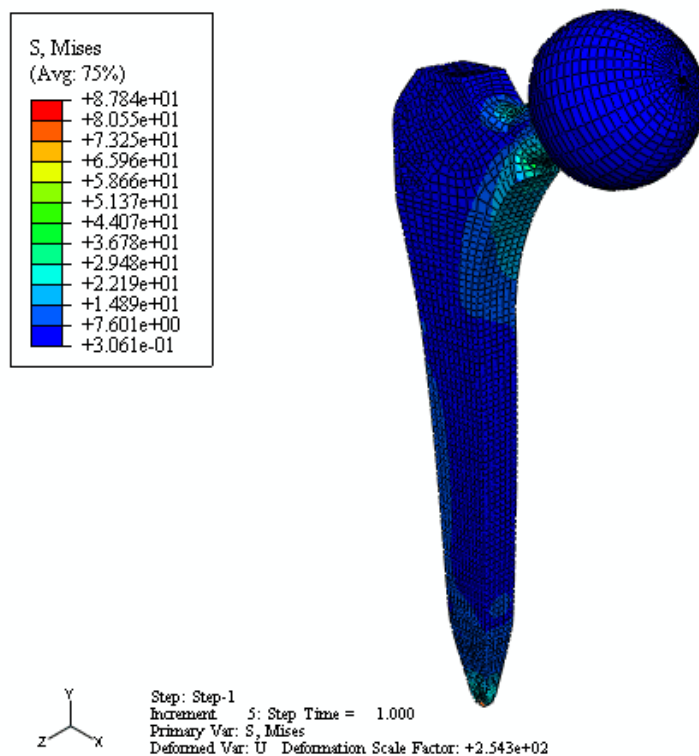 S, Mises
(Avg: 75%)
+8.784e+01
+8.055e+01
+7.325e+01
+6.596e+01
+5.866e+01
+5.137e+01
+4.407e+01
+3.678e+01
+2.948e+01
+2.219e+01
+1.489e+01
+7.601e+00
+3.061e-01
Y
Z X
Step: Step-1
Increment 5: Step Time = 1.000
Primary Var: S, Mises
Deformed Var: U Deformation Scale Factor: +2.543e+02